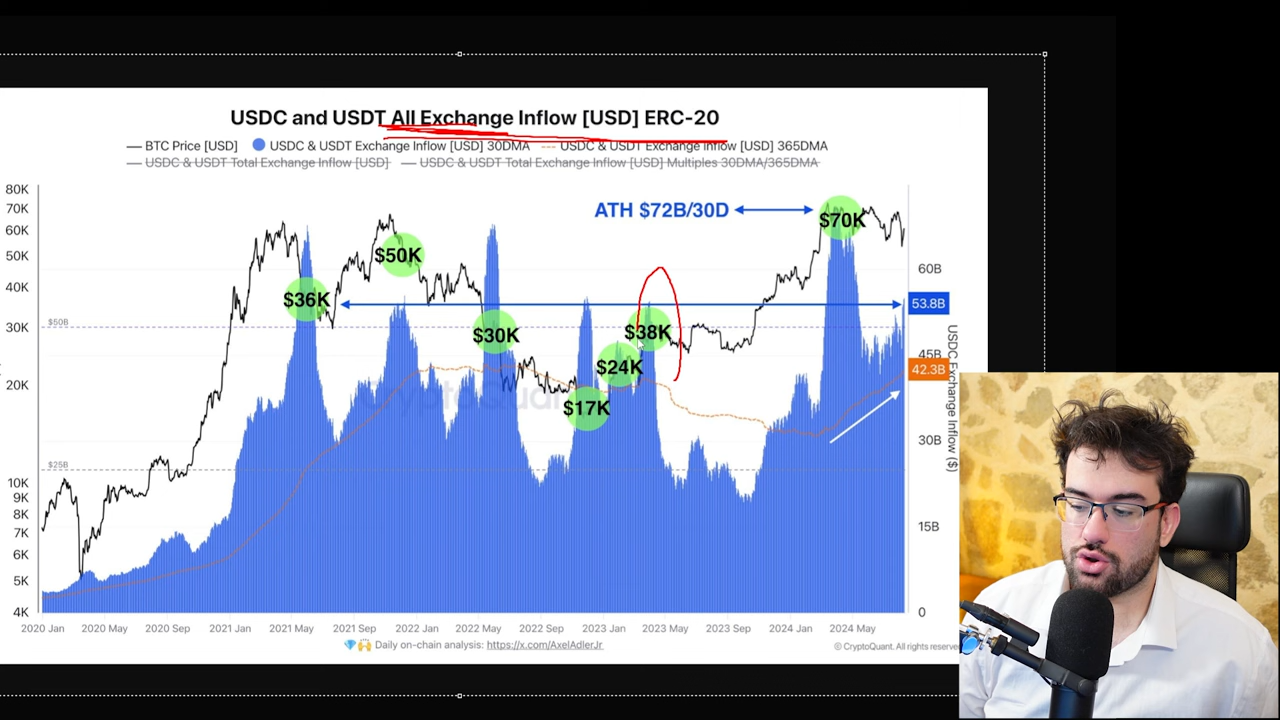 USDC and USDT All Exchange Inflow [USD] ERC-20
BTC Price [USD] USDC & USDT Exchange Inflow [USD] 30DMA USDC & USDT Exchange Inflow [USD] 365DMA
USDC & USDT Total Exchange Inflow [USD] USDC & USDT Total Exchange Inflow [USD] Multiples 30DMA/365DMA
80K
70K
60K
50K
40K
30K
20K
10K
9K
8K
7K
6K
5K
4K
ATH $72B/30D
$70K
$50K
$36K
$30K
$38K
$24K
$17K
$50B
$25B
60B
53.8B
45B
42.3B
30B
15B
0
USDC Exchange Inflow ($)
2020 Jan 2020 May 2020 Sep 2021 Jan 2021 May 2021 Sep 2022 Jan 2022 May 2022 Sep 2023 Jan 2023 May 2023 Sep 2024 Jan 2024 May
Daily on-chain analysis: https://x.com/AxelAdlerJr
© CryptoQuant. All rights